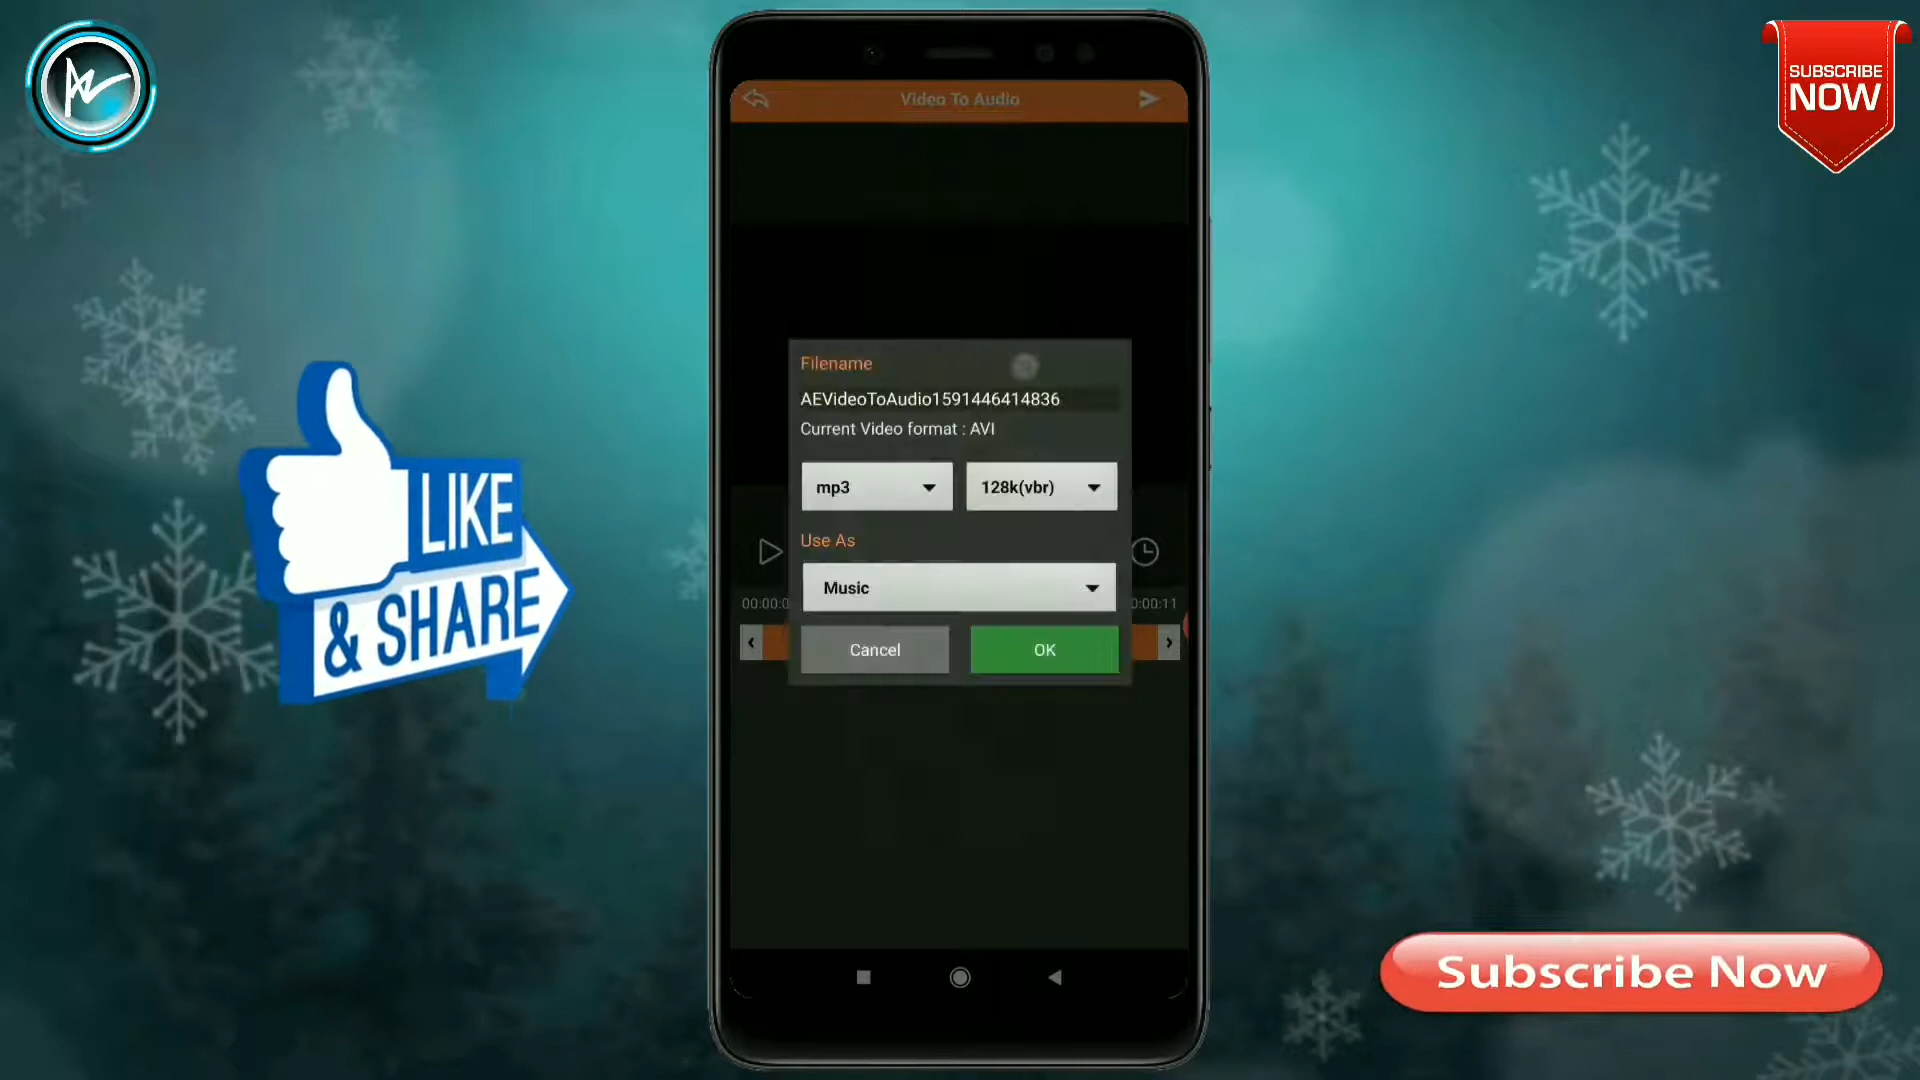 SUBSCRIBE
NOW
Video To Audio
Filename
AEVideoToAudio1591446414836
Current Video format : AVI
mp3
128k(vbr)
Use As
Music
00:00:0
0:00:11
Cancel
OK
LIKE
& SHARE
Subscribe Now